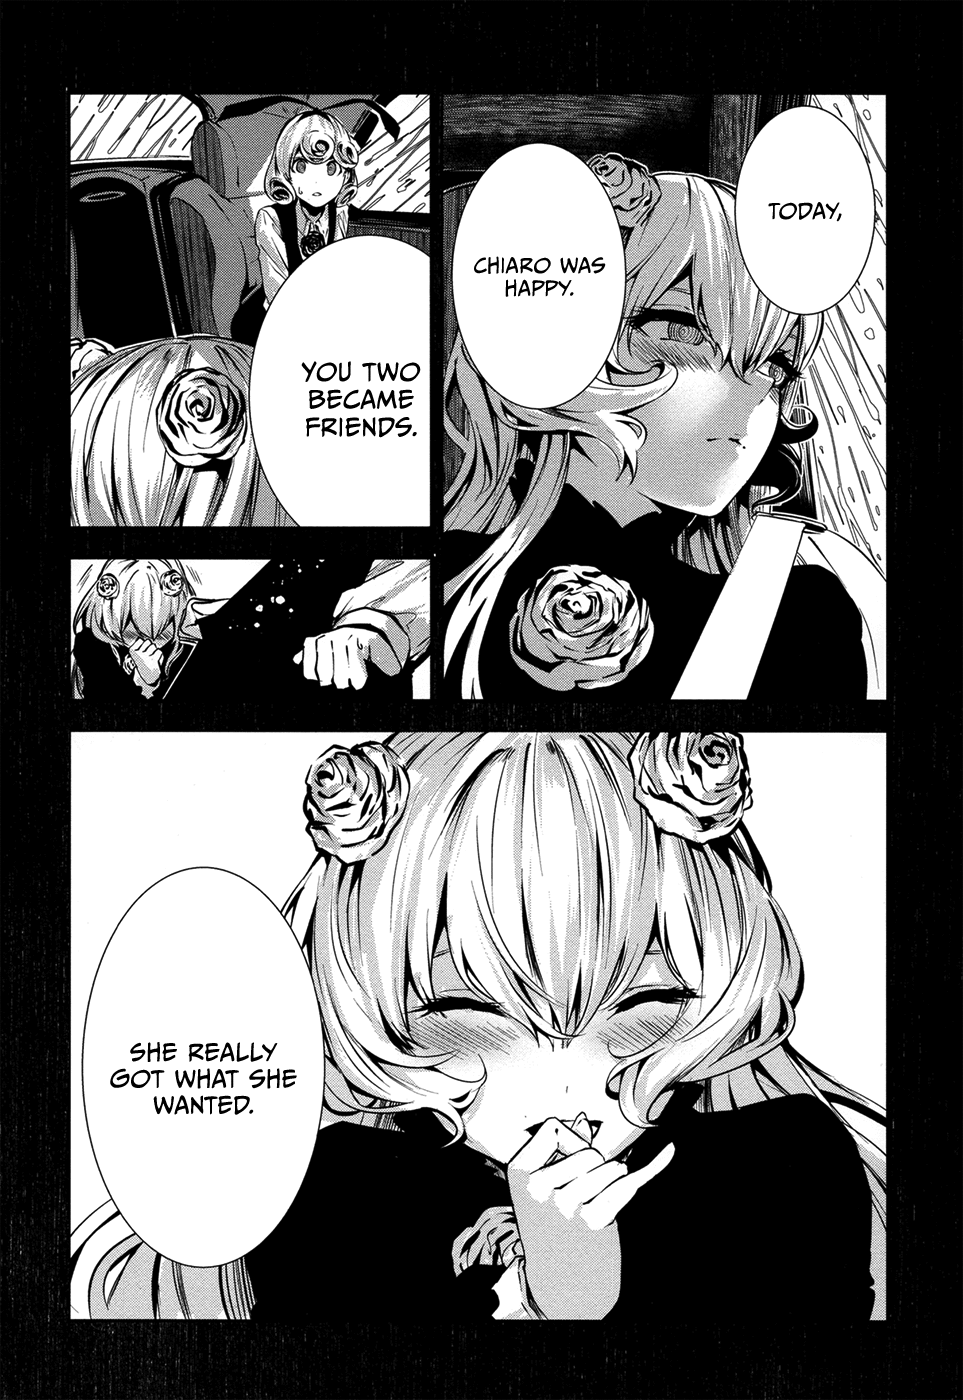 TODAY,
CHIARO WAS
HAPPY.
YOU TWO
BECAME
FRIENDS.
SHE REALLY
GOT WHAT SHE
WANTED.